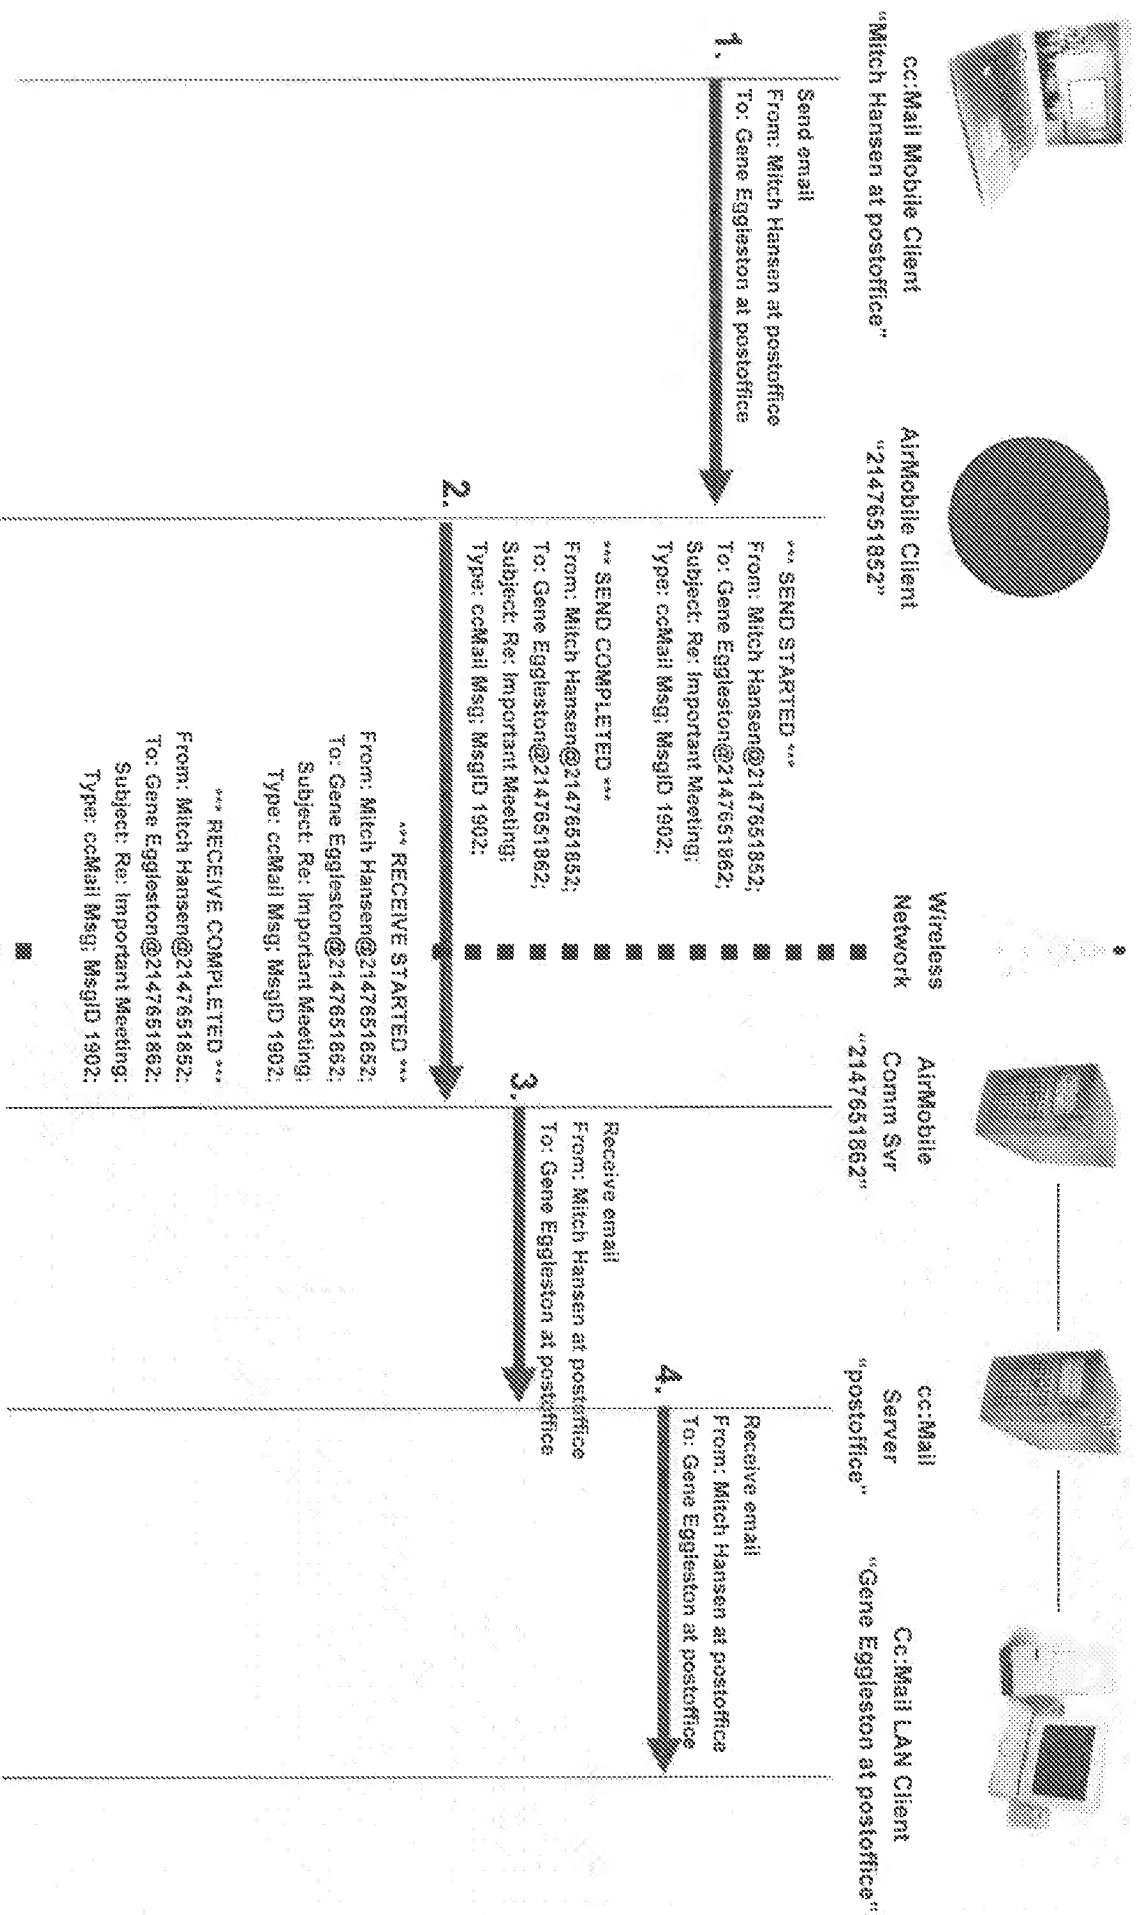 cc:Mail Mobile Client
"Mitch Hansen at postoffice"
AirMobile Client
"2147651852"
Wireless
Network
AirMobile
Comm Svr
"2147651862"
cc:Mail
Server
"postoffice"
Cc:Mail LAN Client
"Gene Eggleston at postoffice"
1.
Send email
From: Mitch Hansen at postoffice
To: Gene Eggleston at postoffice
*** SEND STARTED ***
From: Mitch Hansen@2147651852;
To: Gene Eggleston@2147651862;
Subject: Re: Important Meeting;
Type: ccMail Msg; MsgID 1902;
*** SEND COMPLETED ***
From: Mitch Hansen@2147651852;
To: Gene Eggleston@2147651862;
Subject: Re: Important Meeting;
Type: ccMail Msg; MsgID 1902;
2.
*** RECEIVE STARTED ***
From: Mitch Hansen@2147651852;
To: Gene Eggleston@2147651862;
Subject: Re: Important Meeting;
Type: ccMail Msg; MsgID 1902;
*** RECEIVE COMPLETED ***
From: Mitch Hansen@2147651852;
To: Gene Eggleston@2147651862;
Subject: Re: Important Meeting;
Type: ccMail Msg; MsgID 1902;
3.
Receive email
From: Mitch Hansen at postoffice
To: Gene Eggleston at postoffice
4.
Receive email
From: Mitch Hansen at postoffice
To: Gene Eggleston at postoffice